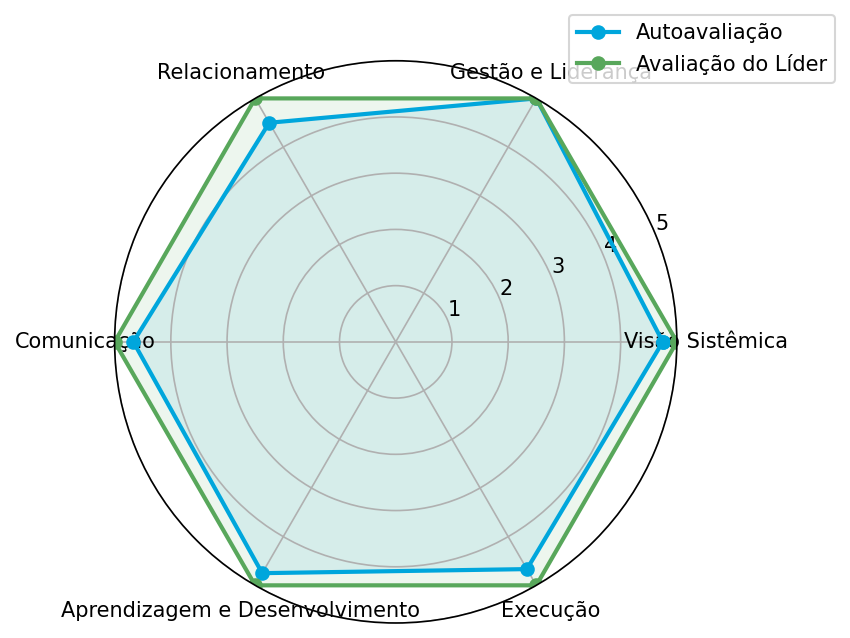 Autoavaliação
Avaliação do Líder
Relacionamento
Gestão e Liderança
5
4
3
2
1
Comunicação
Visão Sistêmica
Aprendizagem e Desenvolvimento
Execução